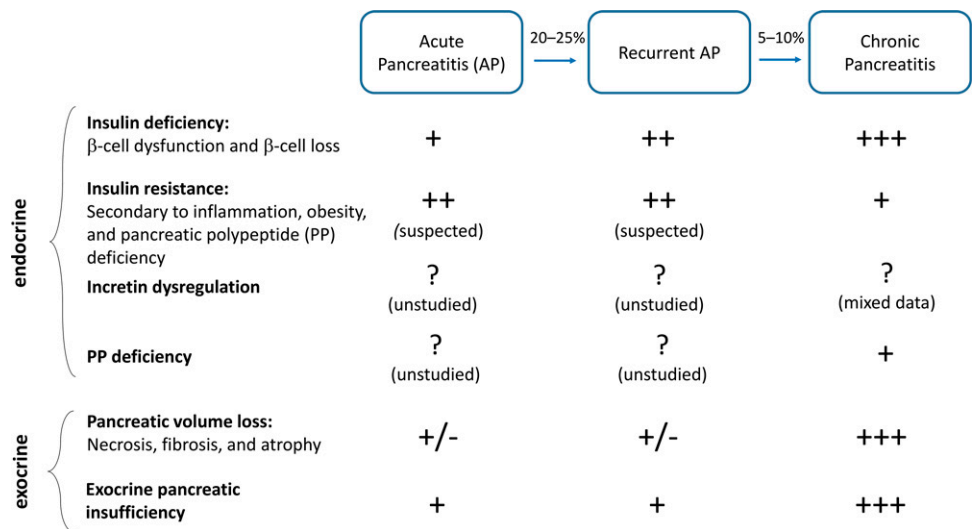 Acute
Pancreatitis (AP)
20–25%
Recurrent AP
5–10%
Chronic
Pancreatitis
endocrine
Insulin deficiency:
β-cell dysfunction and β-cell loss
+ ++ +++
Insulin resistance:
Secondary to inflammation, obesity,
and pancreatic polypeptide (PP)
deficiency
++ ++ +
(suspected) (suspected)
Incretin dysregulation
? ? ?
(unstudied) (unstudied) (mixed data)
PP deficiency
? ? +
(unstudied) (unstudied)
exocrine
Pancreatic volume loss:
Necrosis, fibrosis, and atrophy
+/- +/- +++
Exocrine pancreatic
insufficiency
+ + +++